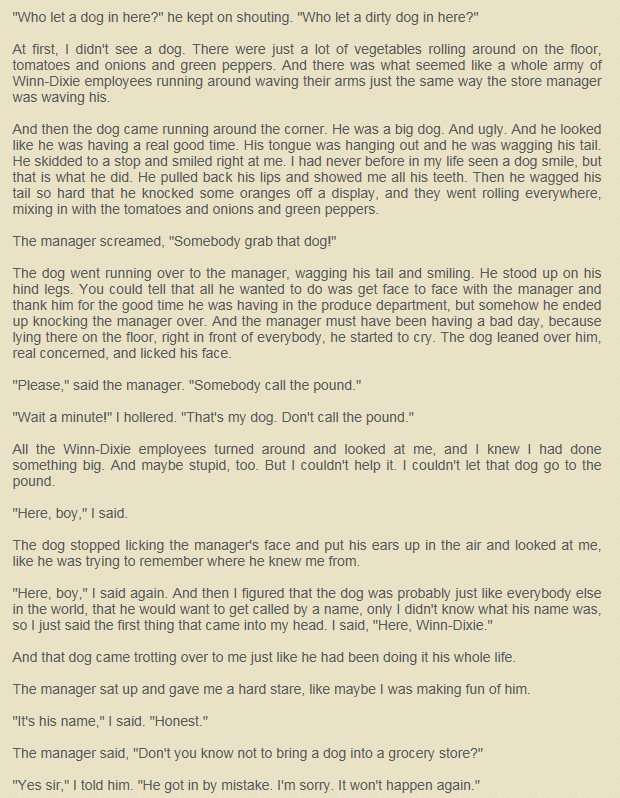 "Who let a dog in here?" he kept on shouting. "Who let a dirty dog in here?"
At first, I didn't see a dog. There were just a lot of vegetables rolling around on the floor,
tomatoes and onions and green peppers. And there was what seemed like a whole army of
Winn-Dixie employees running around waving their arms just the same way the store manager
was waving his.
And then the dog came running around the corner. He was a big dog. And ugly. And he looked
like he was having a real good time. His tongue was hanging out and he was wagging his tail.
He skidded to a stop and smiled right at me. I had never before in my life seen a dog smile, but
that is what he did. He pulled back his lips and showed me all his teeth. Then he wagged his
tail so hard that he knocked some oranges off a display, and they went rolling everywhere,
mixing in with the tomatoes and onions and green peppers.
The manager screamed, "Somebody grab that dog!"
The dog went running over to the manager, wagging his tail and smiling. He stood up on his
hind legs. You could tell that all he wanted to do was get face to face with the manager and
thank him for the good time he was having in the produce department, but somehow he ended
up knocking the manager over. And the manager must have been having a bad day, because
lying there on the floor, right in front of everybody, he started to cry. The dog leaned over him,
real concerned, and licked his face.
"Please," said the manager. "Somebody call the pound."
"Wait a minute!" I hollered. "That's my dog. Don't call the pound."
All the Winn-Dixie employees turned around and looked at me, and I knew I had done
something big. And maybe stupid, too. But I couldn't help it. I couldn't let that dog go to the
pound.
"Here, boy," I said.
The dog stopped licking the manager's face and put his ears up in the air and looked at me,
like he was trying to remember where he knew me from.
"Here, boy," I said again. And then I figured that the dog was probably just like everybody else
in the world, that he would want to get called by a name, only I didn't know what his name was,
so I just said the first thing that came into my head. I said, "Here, Winn-Dixie."
And that dog came trotting over to me just like he had been doing it his whole life.
The manager sat up and gave me a hard stare, like maybe I was making fun of him.
"It's his name," I said. "Honest."
The manager said, "Don't you know not to bring a dog into a grocery store?"
"Yes sir," I told him. "He got in by mistake. I'm sorry. It won't happen again."